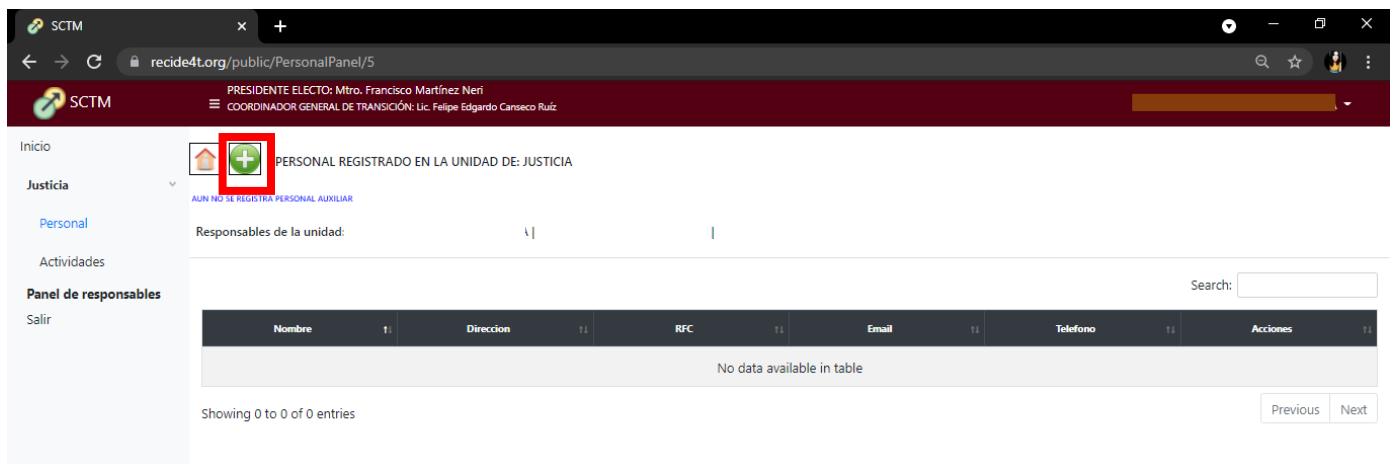 SCTM
recide4t.org/public/PersonalPanel/5
SCTM
PRESIDENTE ELECTO: Mtro. Francisco Martínez Neri
COORDINADOR GENERAL DE TRANSICIÓN: Lic. Felipe Edgardo Canseco Ruíz
Inicio
Justicia
Personal
Actividades
Panel de responsables
Salir
PERSONAL REGISTRADO EN LA UNIDAD DE: JUSTICIA
AUN NO SE REGISTRA PERSONAL AUXILIAR
Responsables de la unidad: | |
Search:
Nombre Direccion RFC Email Telefono Acciones
No data available in table
Showing 0 to 0 of 0 entries
Previous Next